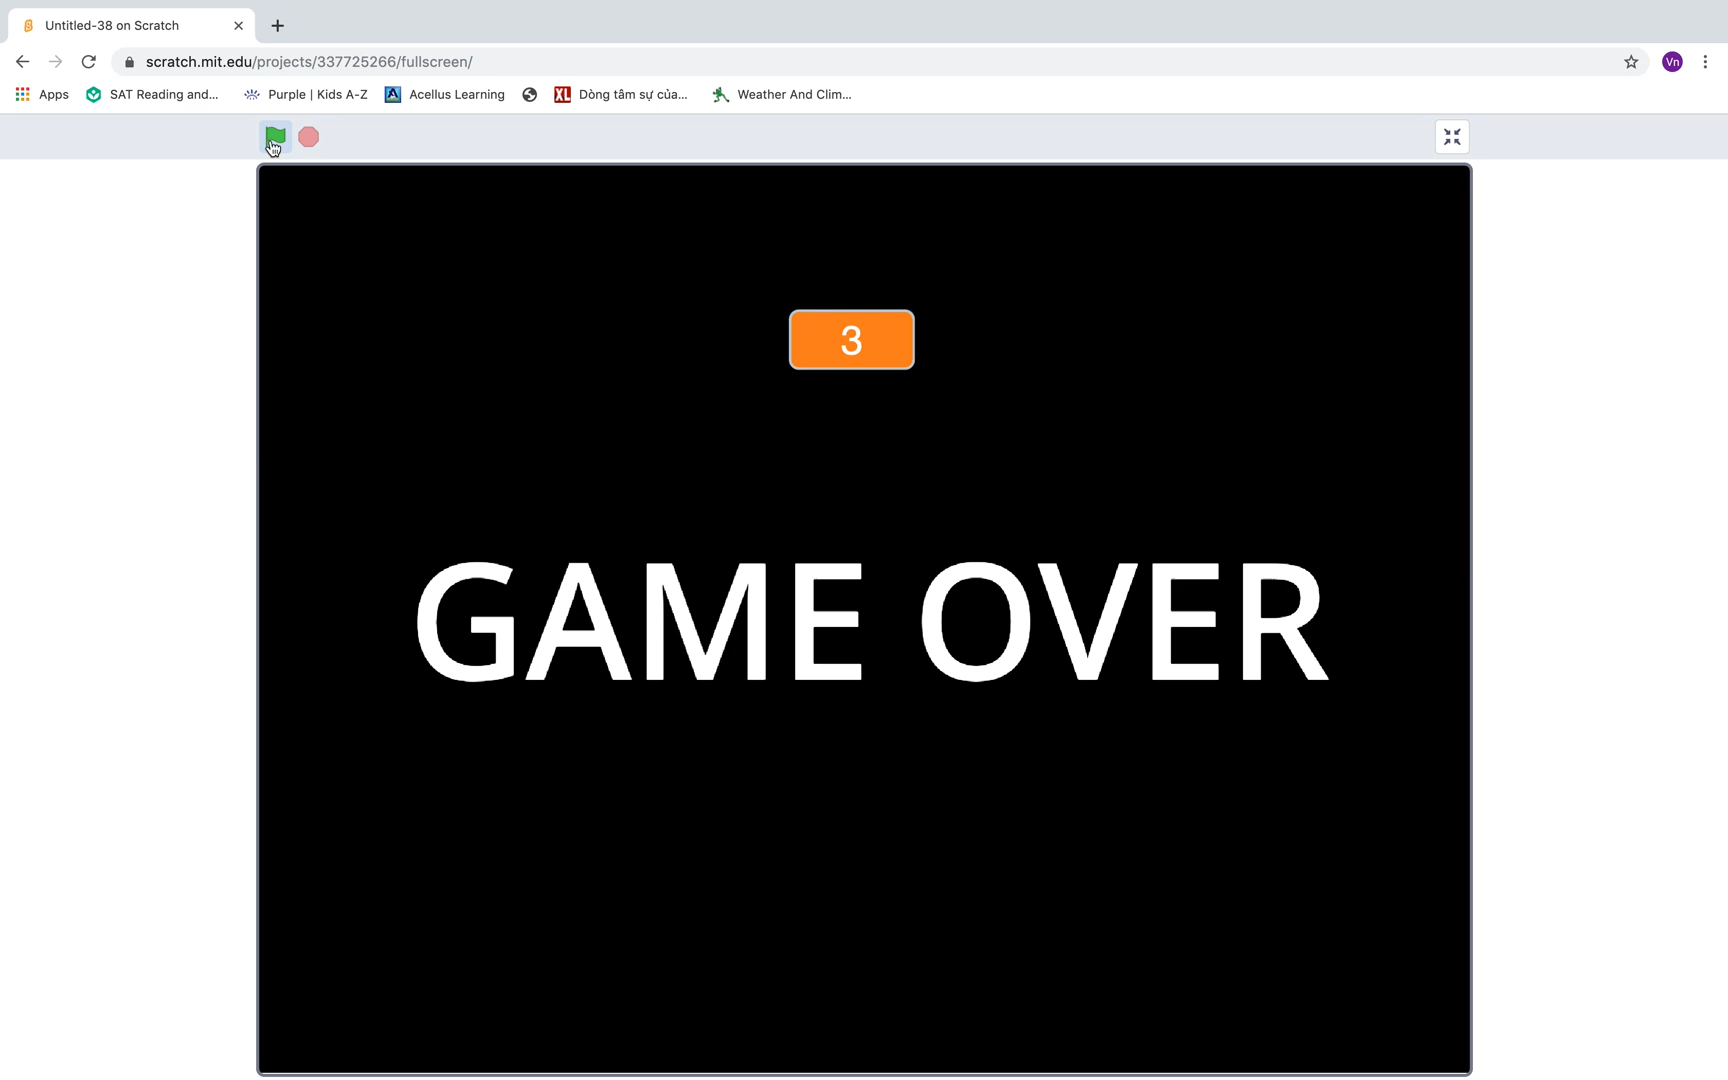 Untitled-38 on Scratch
scratch.mit.edu/projects/337725266/fullscreen/
Vn
Apps
SAT Reading and...
Purple | Kids A-Z
A
Acellus Learning
XL
Dòng tâm sự của...
Weather And Clim...
3
GAME OVER